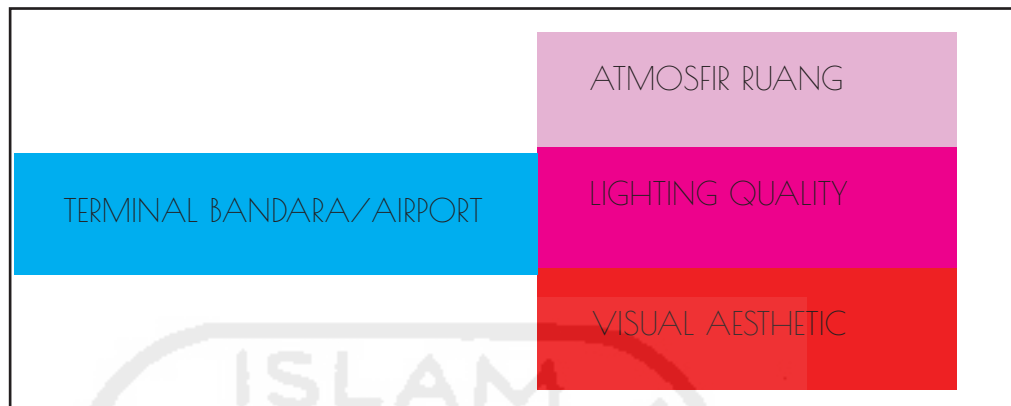 ATMOSFIR RUANG
TERMINAL BANDARA/AIRPORT
LIGHTING QUALITY
VISUAL AESTHETIC
ISLAM